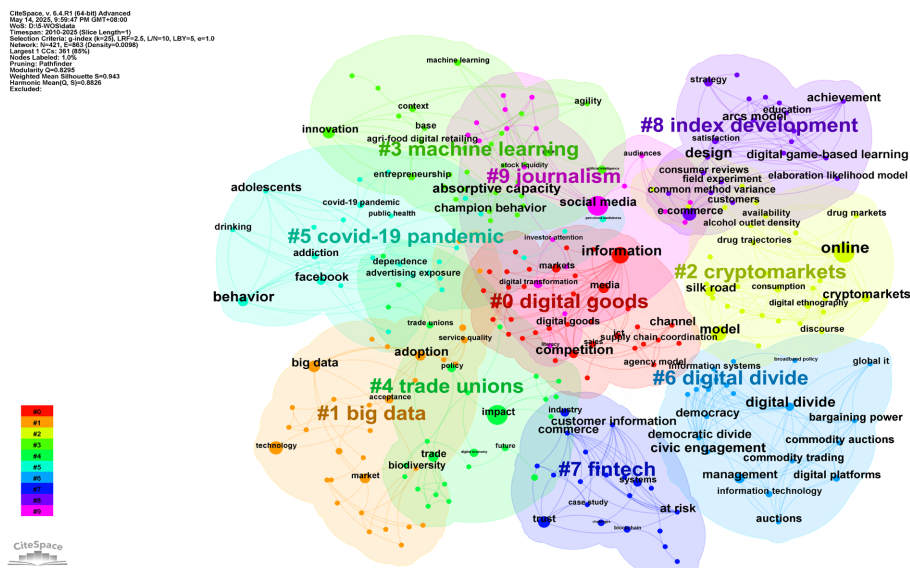 CiteSpace, v. 6.4.R1 (64-bit) Advanced
May 14, 2025, 9:59:47 PM GMT+08:00
WoS: D:\5-WOS\data
Timespan: 2010-2025 (Slice Length=1)
Selection Criteria: g-index (k=25), LRF=2.5, L/N=10, LBY=5, e=1.0
Network: N=421, E=863 (Density=0.0098)
Largest 1 CCs: 361 (85%)
Nodes Labeled: 1.0%
Pruning: Pathfinder
Modularity Q=0.8295
Weighted Mean Silhouette S=0.943
Harmonic Mean(Q, S)=0.8826
Excluded:
machine learning
strategy
agility
achievement
context
education
arcs model
base
#8 index development
innovation
satisfaction
agri-food digital retailing
#3 machine learning
design
audiences
digital game-based learning
stock liquidity
consumer reviews
entrepreneurship
#9 journalism
field experiment
elaboration likelihood model
adolescents
absorptive capacity
common method variance
covid-19 pandemic
social media
customers
public health
champion behavior
e commerce
availability
drug markets
drinking
alcohol outlet density
#5 covid-19 pandemic
investor attention
drug trajectories
online
addiction
information
dependence
markets
#2 cryptomarkets
facebook
advertising exposure
digital transformation
media
silk road
consumption
behavior
#0 digital goods
digital ethnography
cryptomarkets
trade unions
digital goods
channel
model
discourse
service quality
ict
sales
supply chain coordination
literacy
adoption
competition
big data
policy
agency model
information systems
broadband policy
global it
#4 trade unions
#6 digital divide
acceptance
#1 big data
impact
industry
democracy
digital divide
customer information
bargaining power
commerce
democratic divide
technology
digital economy
future
civic engagement
commodity auctions
trade
commodity trading
biodiversity
#7 fintech
market
systems
management
digital platforms
information technology
case study
at risk
trust
blockchain
auctions
#0
#1
#2
#3
#4
#5
#6
#7
#8
#9
CiteSpace